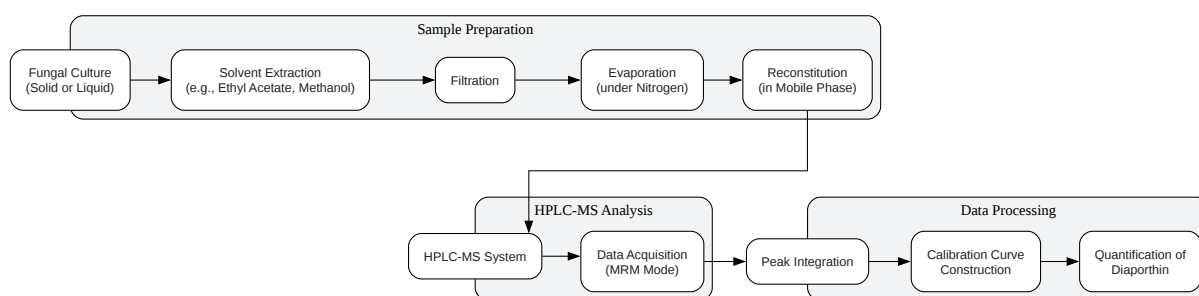 Sample Preparation
Fungal Culture
(Solid or Liquid)
Solvent Extraction
(e.g., Ethyl Acetate, Methanol)
Filtration
Evaporation
(under Nitrogen)
Reconstitution
(in Mobile Phase)
HPLC-MS Analysis
HPLC-MS System
Data Acquisition
(MRM Mode)
Data Processing
Peak Integration
Calibration Curve
Construction
Quantification of
Diaporthin